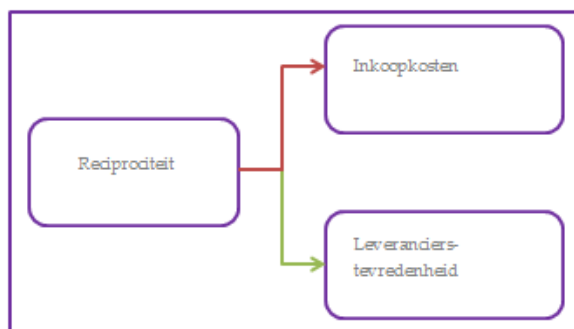 Inkoopkosten
Reciprociteit
Leveranciers-
tevredenheid